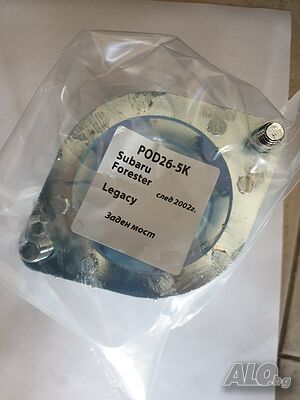 POD26-5K
Subaru
Forester след 2002г.
Legacy
Заден мост
ALO.bg